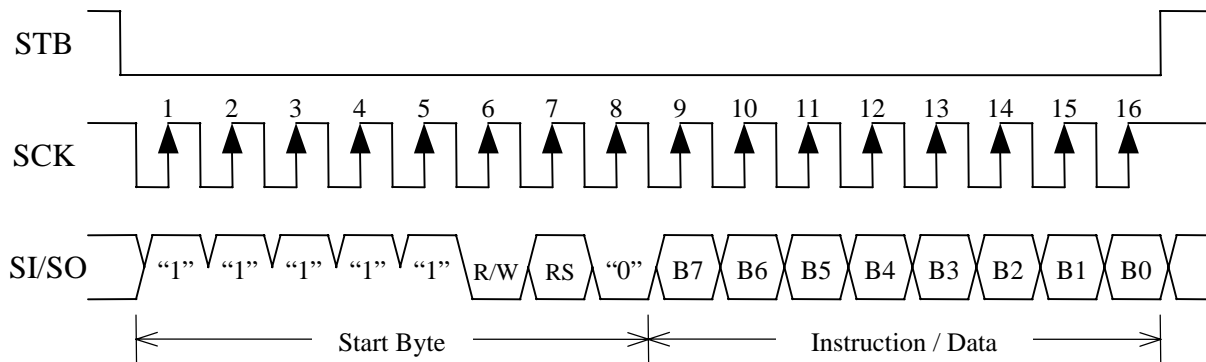 STB
1 2 3 4 5 6 7 8 9 10 11 12 13 14 15 16
SCK
SI/SO “1” “1” “1” “1” “1” R/W RS “0” B7 B6 B5 B4 B3 B2 B1 B0
Start Byte Instruction / Data